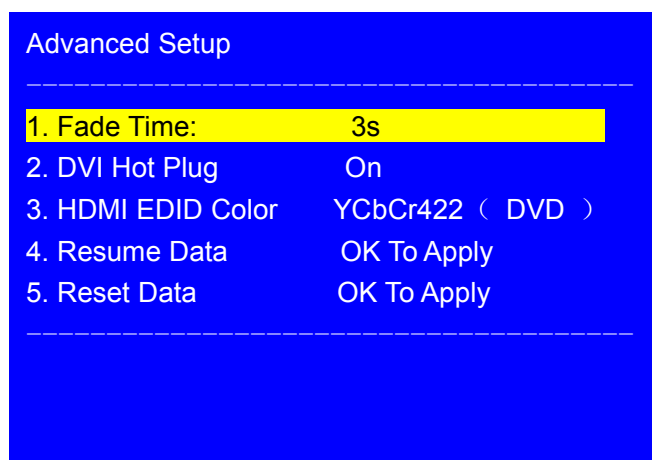 Advanced Setup
1. Fade Time: 3s
2. DVI Hot Plug On
3. HDMI EDID Color YCbCr422（ DVD ）
4. Resume Data OK To Apply
5. Reset Data OK To Apply